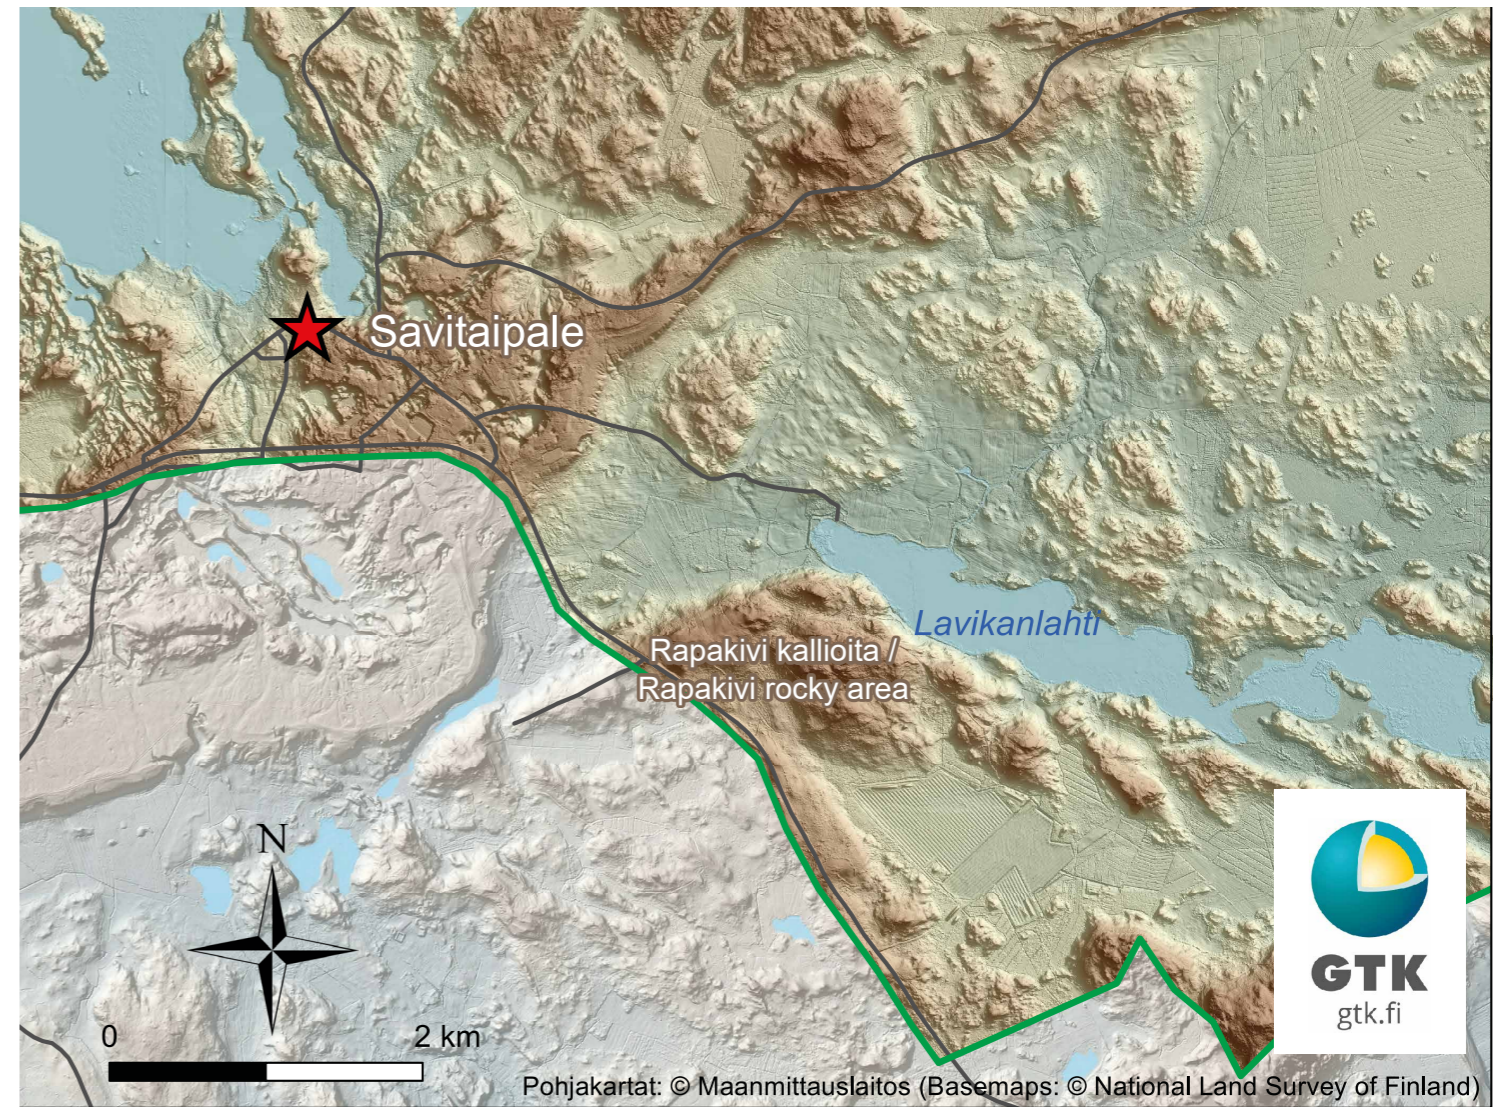 Savitaipale
Lavikanlahti
Rapakivi kallioita /
Rapakivi rocky area
N
0 2 km
GTK
gtk.fi
Pohjakartat: © Maanmittauslaitos (Basemaps: © National Land Survey of Finland)